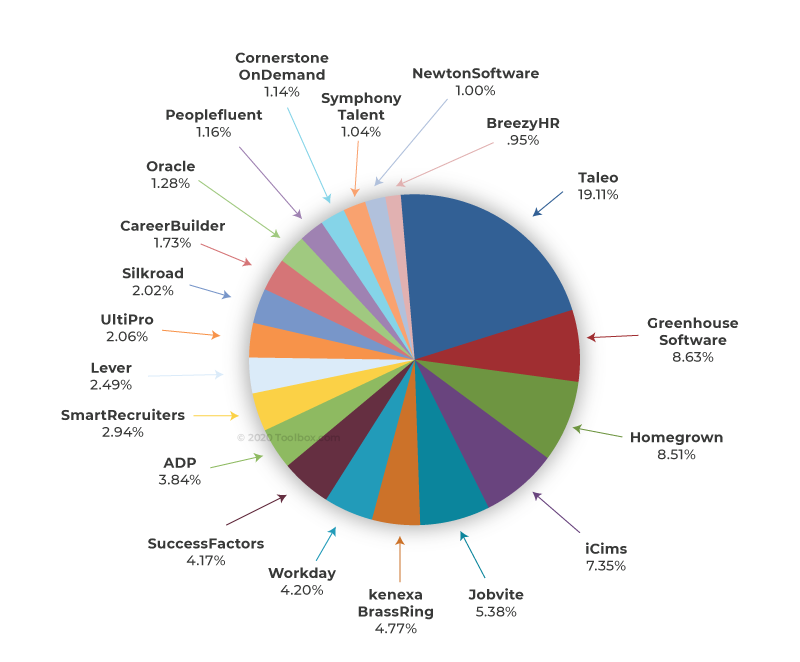 Cornerstone
OnDemand
1.14%
NewtonSoftware
1.00%
Symphony
Talent
1.04%
Peoplefluent
1.16%
BreezyHR
.95%
Oracle
1.28%
Taleo
19.11%
CareerBuilder
1.73%
Silkroad
2.02%
UltiPro
2.06%
Greenhouse
Software
8.63%
Lever
2.49%
SmartRecruiters
2.94%
Homegrown
8.51%
© 2020 Toolbox.com
ADP
3.84%
SuccessFactors
4.17%
iCims
7.35%
Workday
4.20%
kenexa
BrassRing
4.77%
Jobvite
5.38%